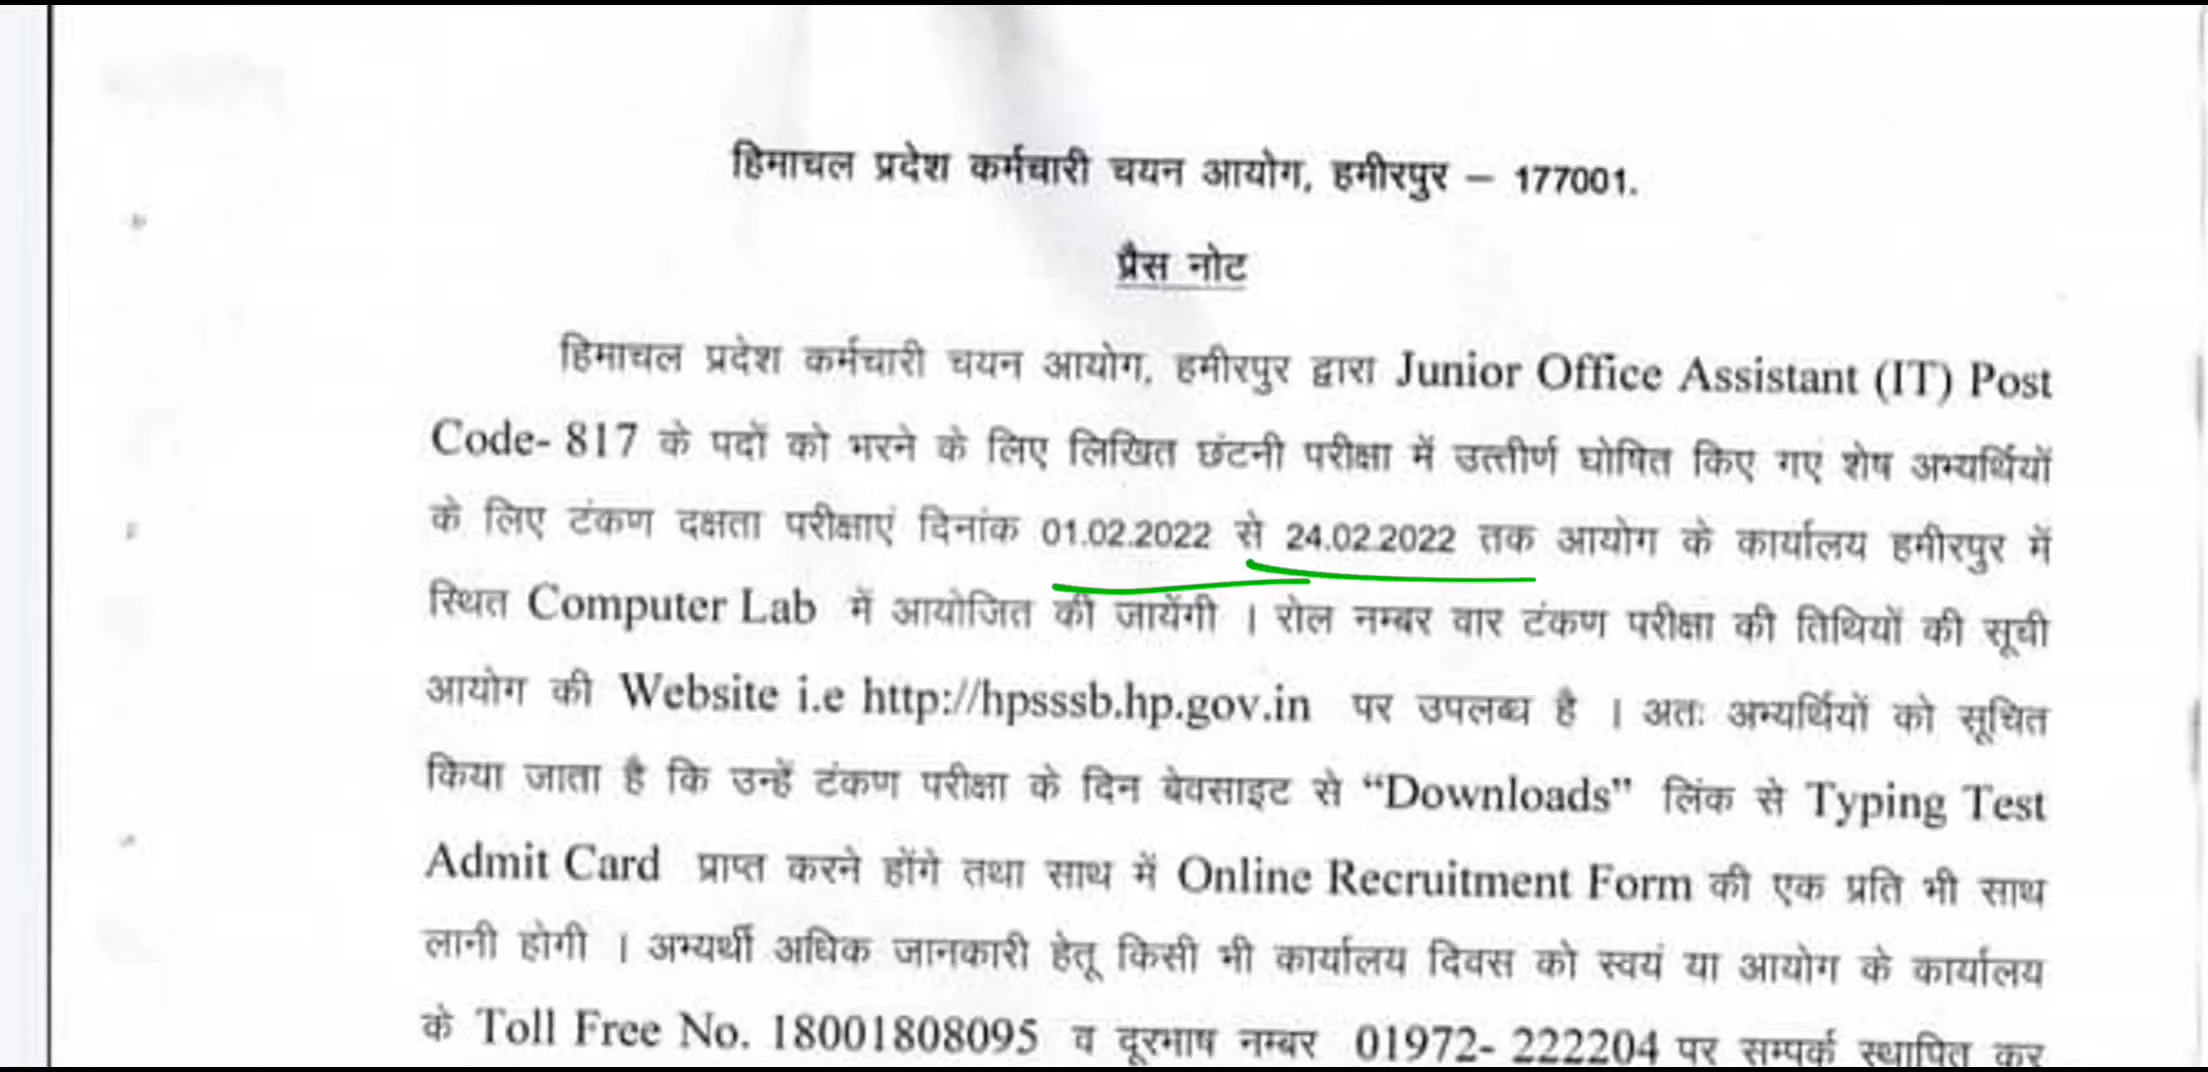 हिमाचल प्रदेश कर्मचारी चयन आयोग, हमीरपुर – 177001.
प्रैस नोट
हिमाचल प्रदेश कर्मचारी चयन आयोग, हमीरपुर द्वारा Junior Office Assistant (IT) Post
Code- 817 के पदों को भरने के लिए लिखित छंटनी परीक्षा में उत्तीर्ण घोषित किए गए शेष अभ्यर्थियों
के लिए टंकण दक्षता परीक्षाएं दिनांक 01.02.2022 से 24.02.2022 तक आयोग के कार्यालय हमीरपुर में
स्थित Computer Lab में आयोजित की जायेंगी । रोल नम्बर वार टंकण परीक्षा की तिथियों की सूची
आयोग की Website i.e http://hpsssb.hp.gov.in पर उपलब्ध है । अतः अभ्यर्थियों को सूचित
किया जाता है कि उन्हें टंकण परीक्षा के दिन बेवसाइट से “Downloads” लिंक से Typing Test
Admit Card प्राप्त करने होंगे तथा साथ में Online Recruitment Form की एक प्रति भी साथ
लानी होगी । अभ्यर्थी अधिक जानकारी हेतू किसी भी कार्यालय दिवस को स्वयं या आयोग के कार्यालय
के Toll Free No. 18001808095 व दूरभाष नम्बर 01972- 222204 पर सम्पर्क स्थापित कर